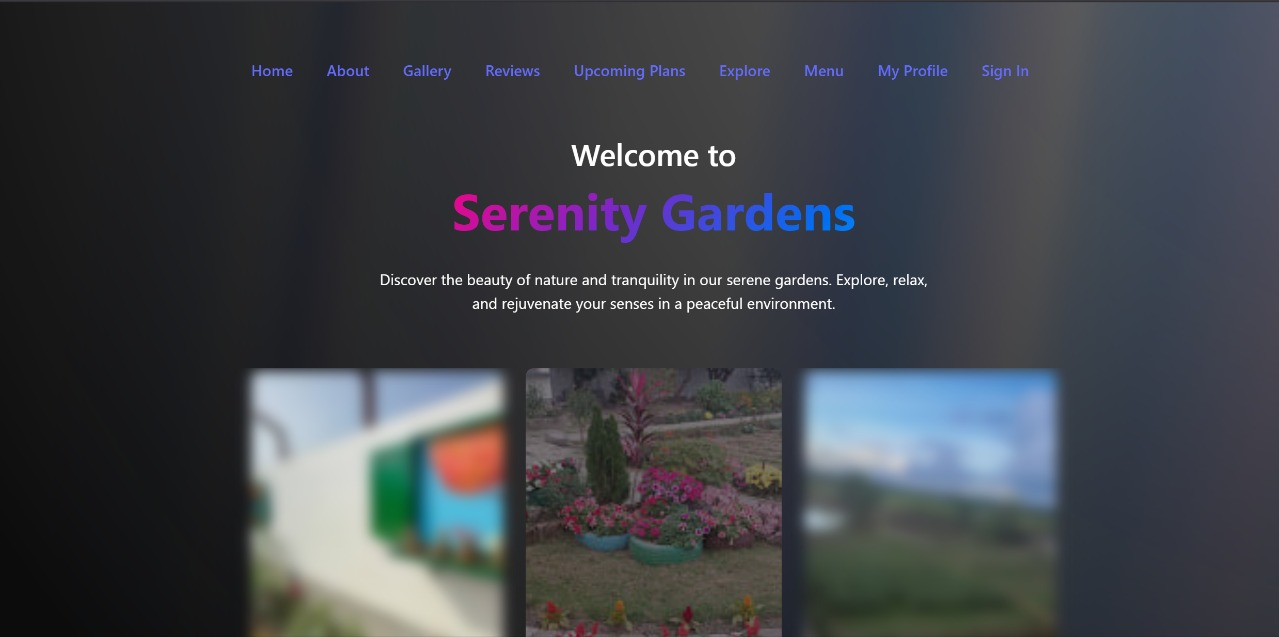 Home About Gallery Reviews Upcoming Plans Explore Menu My Profile Sign In
Welcome to
Serenity Gardens
Discover the beauty of nature and tranquility in our serene gardens. Explore, relax,
and rejuvenate your senses in a peaceful environment.